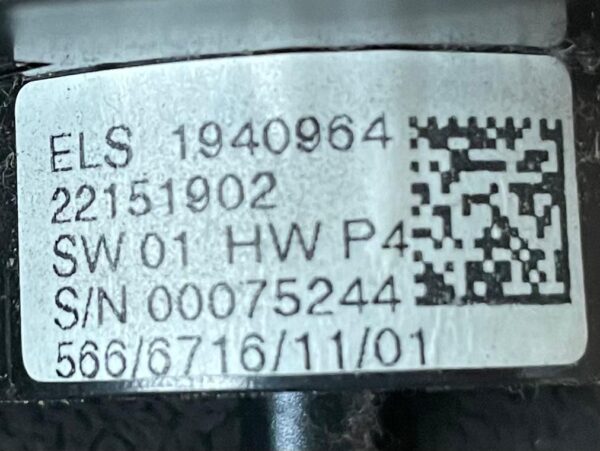 ELS 1940964
22151902
SW 01 HW P4
S/N 00075244
566/6716/11/01